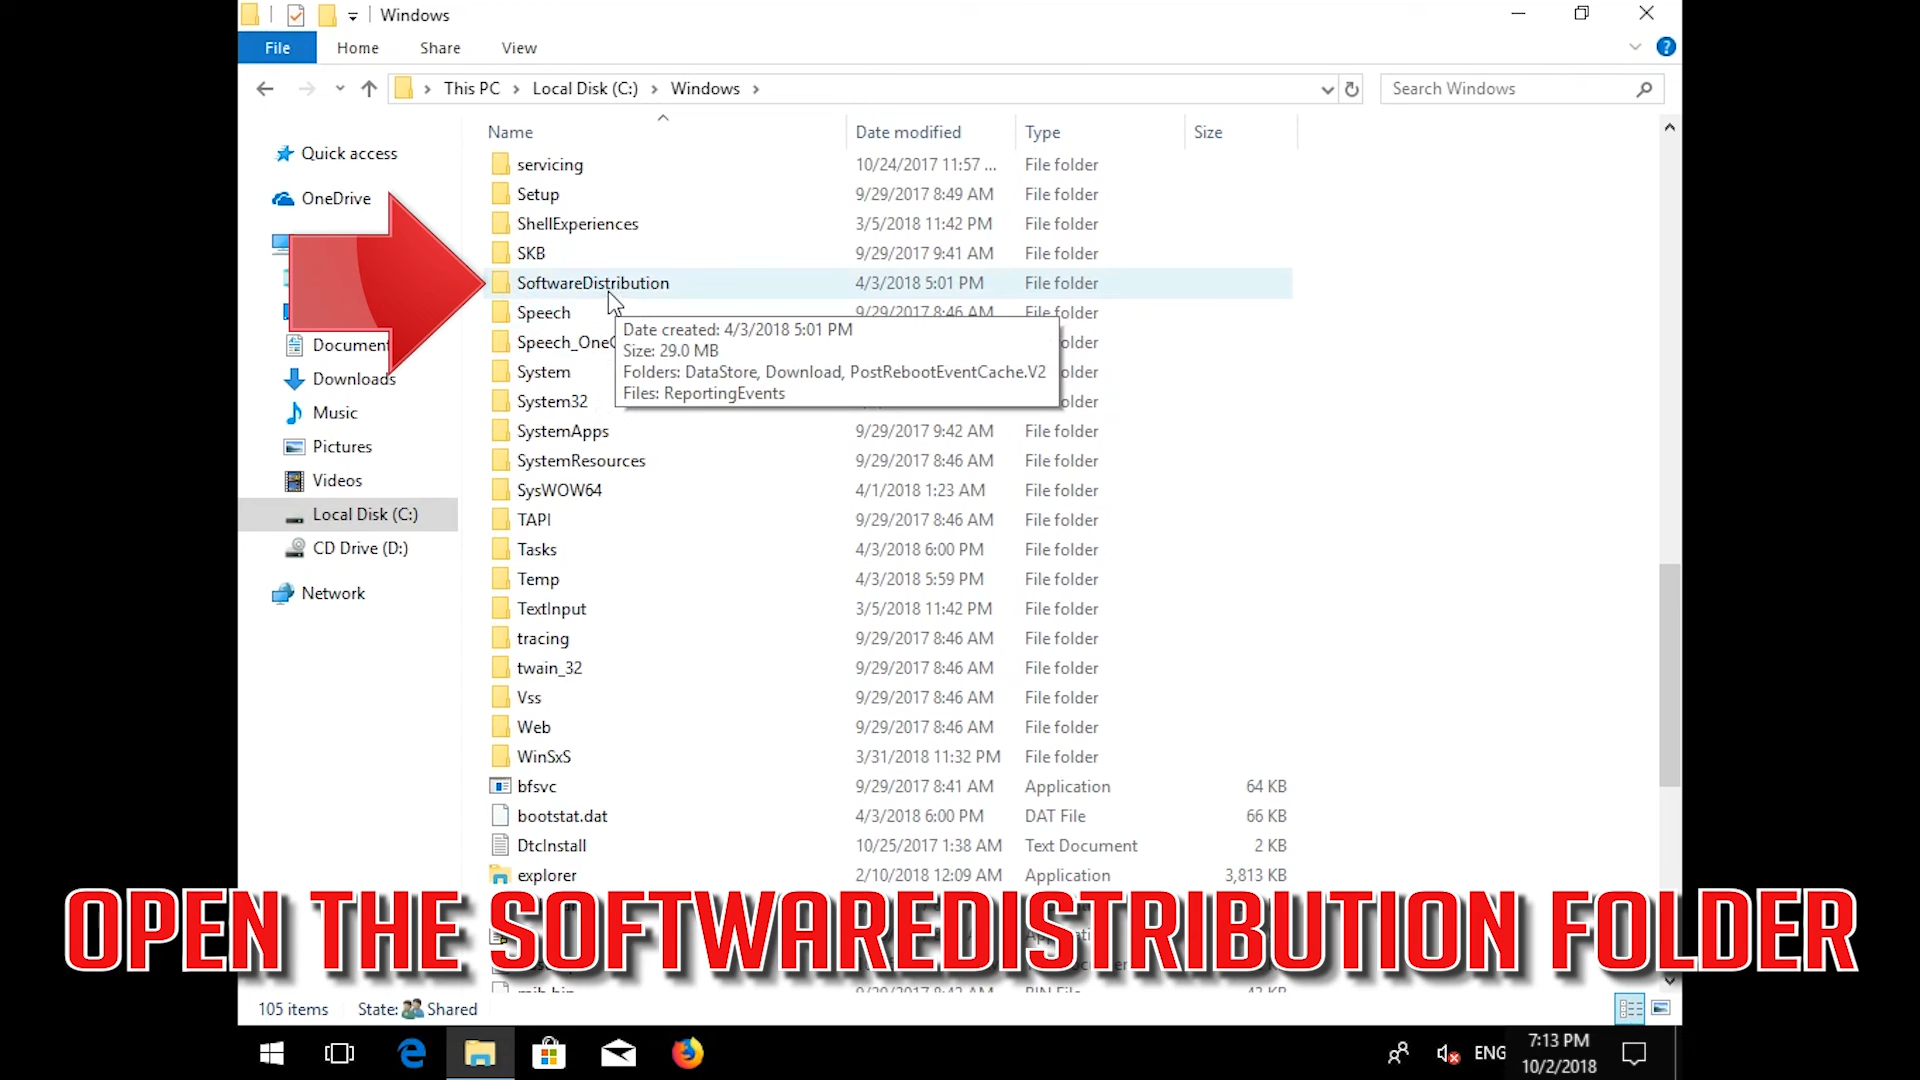 Windows
File Home Share View
This PC Local Disk (C:) Windows
Search Windows
Name Date modified Type Size
Quick access
OneDrive
Document
Downloads
Music
Pictures
Videos
Local Disk (C:)
CD Drive (D:)
Network
servicing 10/24/2017 11:57 ... File folder
Setup 9/29/2017 8:49 AM File folder
ShellExperiences 3/5/2018 11:42 PM File folder
SKB 9/29/2017 9:41 AM File folder
SoftwareDistribution 4/3/2018 5:01 PM File folder
Speech 9/29/2017 8:46 AM File folder
Speech_One older
Date created: 4/3/2018 5:01 PM
Size: 29.0 MB
Folders: DataStore, Download, PostRebootEventCache.V2
Files: ReportingEvents
System older
System32 older
SystemApps 9/29/2017 9:42 AM File folder
SystemResources 9/29/2017 8:46 AM File folder
SysWOW64 4/1/2018 1:23 AM File folder
TAPI 9/29/2017 8:46 AM File folder
Tasks 4/3/2018 6:00 PM File folder
Temp 4/3/2018 5:59 PM File folder
TextInput 3/5/2018 11:42 PM File folder
tracing 9/29/2017 8:46 AM File folder
twain_32 9/29/2017 8:46 AM File folder
Vss 9/29/2017 8:46 AM File folder
Web 9/29/2017 8:46 AM File folder
WinSxS 3/31/2018 11:32 PM File folder
bfsvc 9/29/2017 8:41 AM Application 64 KB
bootstat.dat 4/3/2018 6:00 PM DAT File 66 KB
DtcInstall 10/25/2017 1:38 AM Text Document 2 KB
explorer 2/10/2018 12:09 AM Application 3,813 KB
OPEN THE SOFTWAREDISTRIBUTION FOLDER
105 items State: Shared
ENG
7:13 PM
10/2/2018